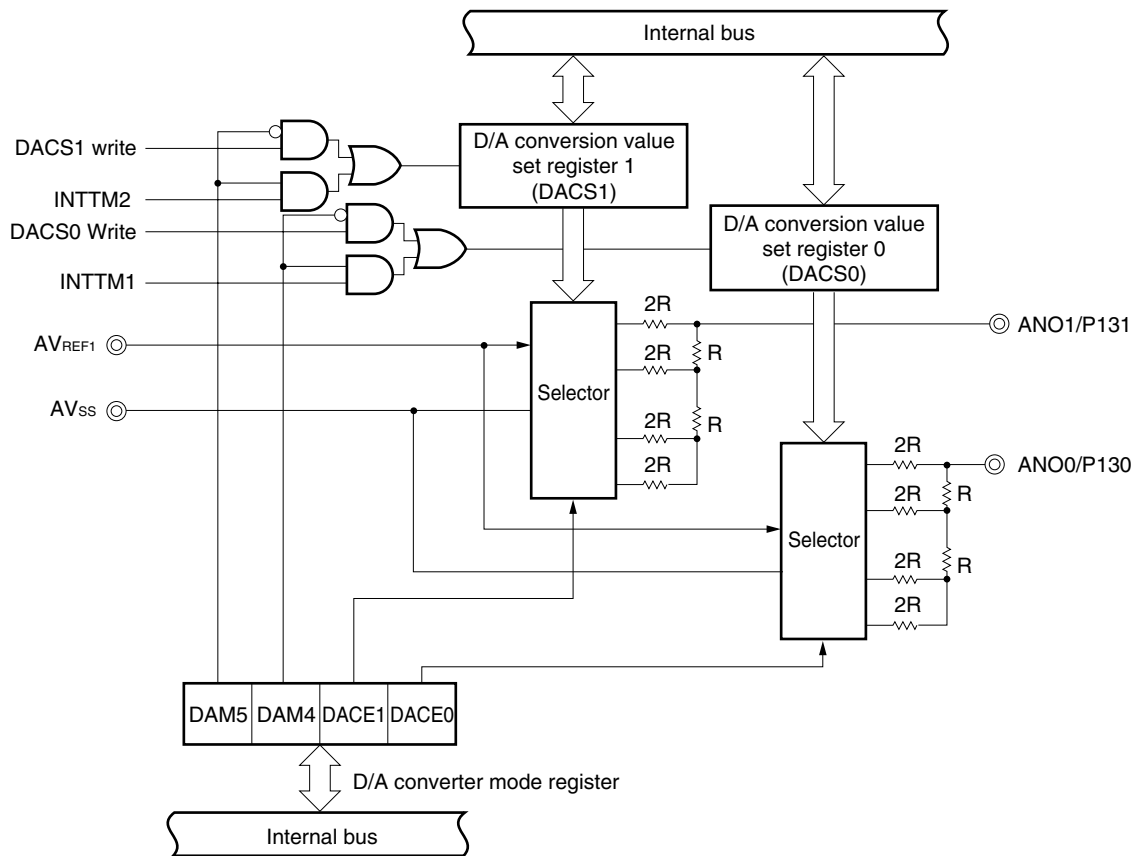 Internal bus
DACS1 write
INTTM2
DACS0 Write
INTTM1
D/A conversion value
set register 1
(DACS1)
D/A conversion value
set register 0
(DACS0)
AVREF1
AVSS
Selector
2R
2R
2R
2R
R
R
ANO1/P131
Selector
2R
2R
2R
2R
R
R
ANO0/P130
DAM5 DAM4 DACE1 DACE0
D/A converter mode register
Internal bus